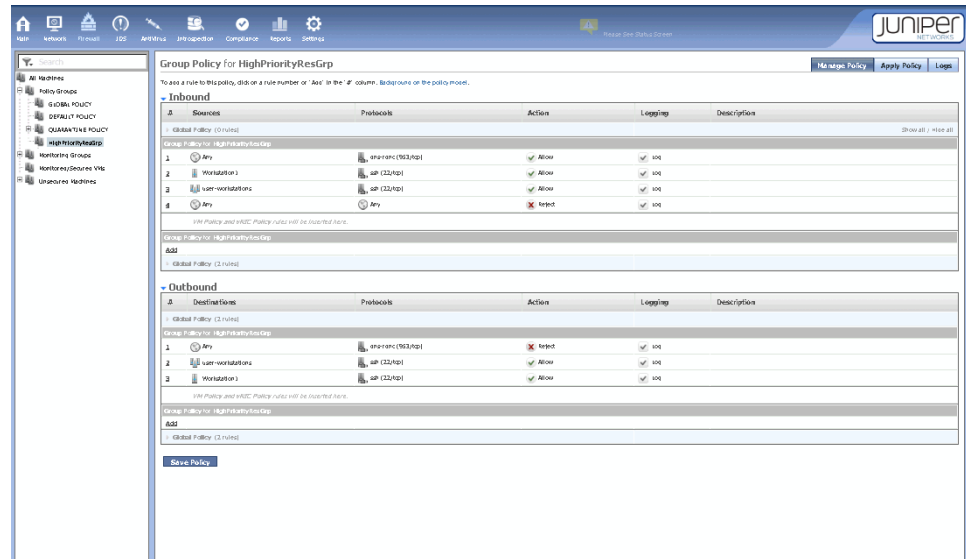 Main Network Firewall IDS AntiVirus Introspection Compliance Reports Settings
Please See Status Screen
JUNIPER
NETWORKS
Search
All Machines
Policy Groups
GLOBAL POLICY
DEFAULT POLICY
QUARANTINE POLICY
HighPriorityResGrp
Monitoring Groups
Monitored/Secured VMs
Unsecured Machines
Group Policy for HighPriorityResGrp
Manage Policy Apply Policy Logs
To add a rule to this policy, click on a rule number or 'Add' in the '#' column. Background on the policy model.
Inbound
# Sources Protocols Action Logging Description
Global Policy (0 rules) Show all / Hide all
Group Policy for HighPriorityResGrp
1 Any (953/tcp) Allow Log
2 Workstation1 ssh (22/tcp) Allow Log
3 user-workstations ssh (22/tcp) Allow Log
4 Any Any Reject Log
VM Policy and vNIC Policy rules will be inserted here.
Group Policy for HighPriorityResGrp
Add
Global Policy (2 rules)
Outbound
# Destinations Protocols Action Logging Description
Global Policy (2 rules)
Group Policy for HighPriorityResGrp
1 Any (953/tcp) Reject Log
2 user-workstations ssh (22/tcp) Allow Log
3 Workstation1 ssh (22/tcp) Allow Log
VM Policy and vNIC Policy rules will be inserted here.
Group Policy for HighPriorityResGrp
Add
Global Policy (2 rules)
Save Policy